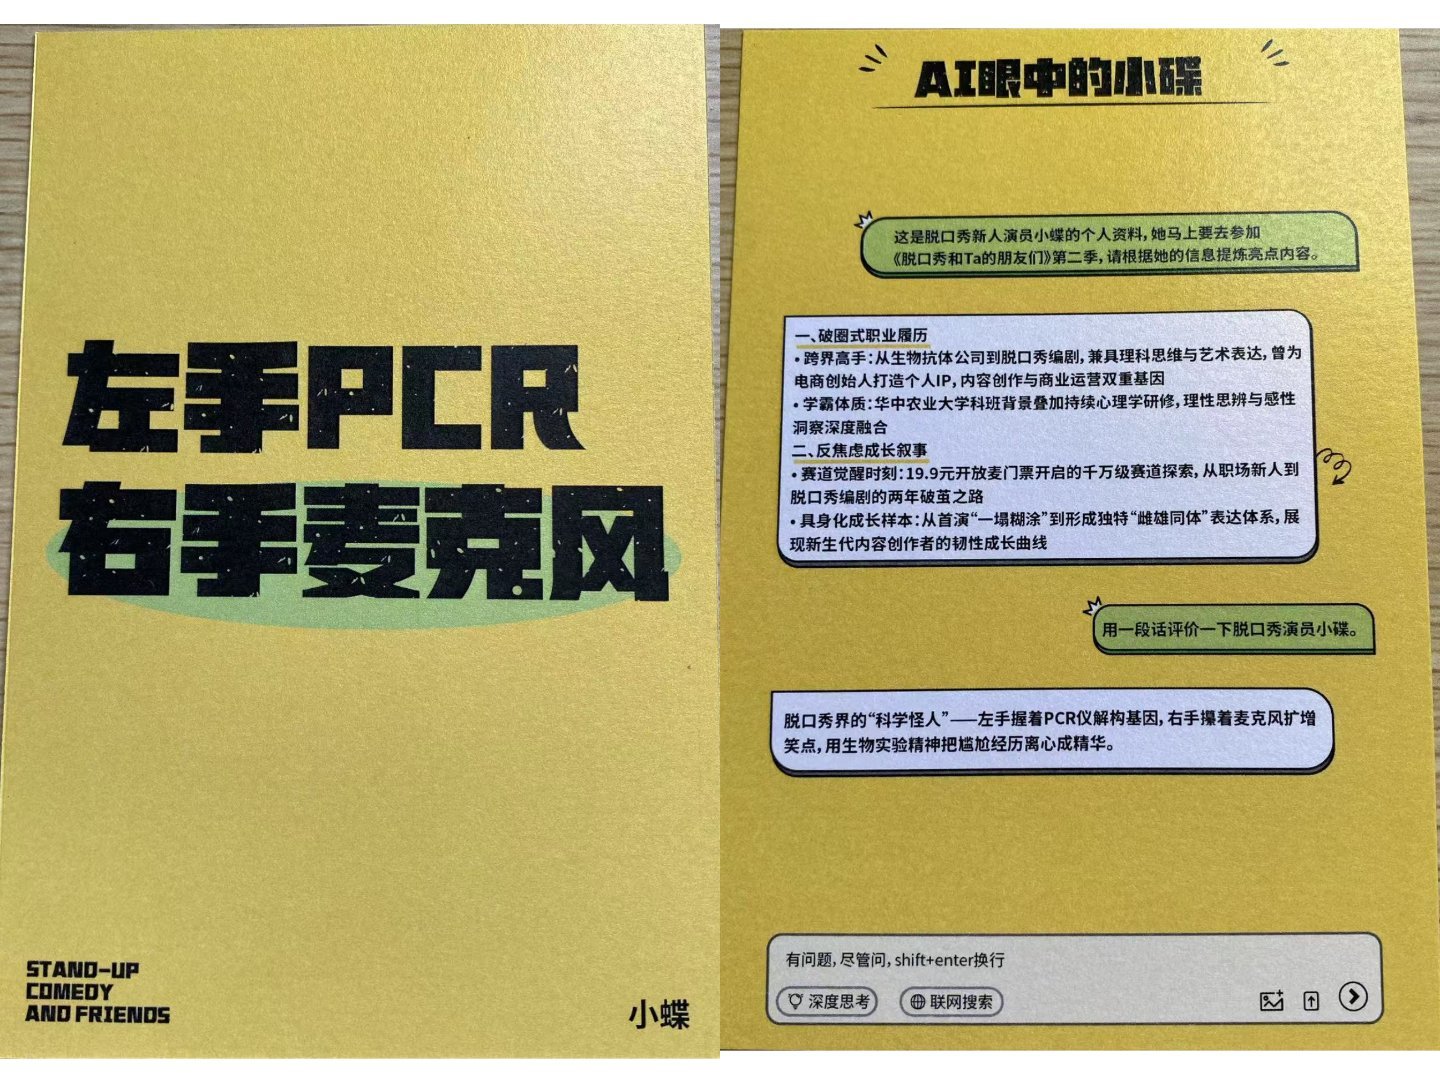 左手PCR
右手麦克风
STAND-UP
COMEDY
AND FRIENDS
小蝶
AI眼中的小碟
这是脱口秀新人演员小蝶的个人资料，她马上要去参加
《脱口秀和Ta的朋友们》第二季，请根据她的信息提炼亮点内容。
一、破圈式职业履历
•跨界高手：从生物抗体公司到脱口秀编剧，兼具理科思维与艺术表达，曾为
电商创始人打造个人IP，内容创作与商业运营双重基因
•学霸体质：华中农业大学科班背景叠加持续心理学研修，理性思辨与感性
洞察深度融合
二、反焦虑成长叙事
•赛道觉醒时刻：19.9元开放麦门票开启的千万级赛道探索，从职场新人到
脱口秀编剧的两年破茧之路
•具身化成长样本：从首演“一塌糊涂”到形成独特“雌雄同体”表达体系，展
现新生代内容创作者的韧性成长曲线
用一段话评价一下脱口秀演员小碟。
脱口秀界的“科学怪人”——左手握着PCR仪解构基因，右手攥着麦克风扩增
笑点，用生物实验精神把尴尬经历离心成精华。
有问题，尽管问，shift+enter换行
深度思考
联网搜索